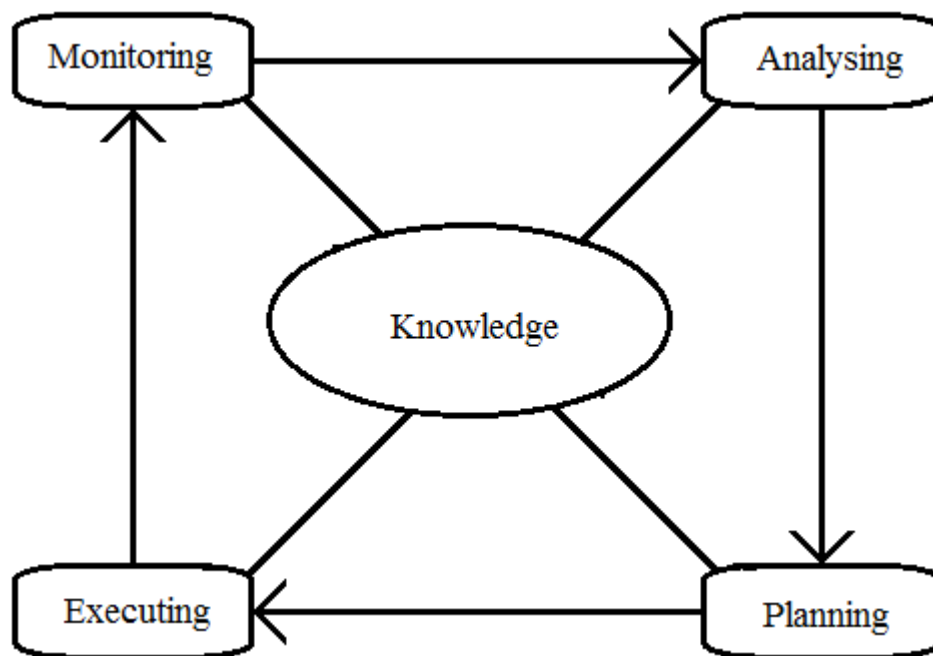 Monitoring
Analysing
Knowledge
Executing
Planning